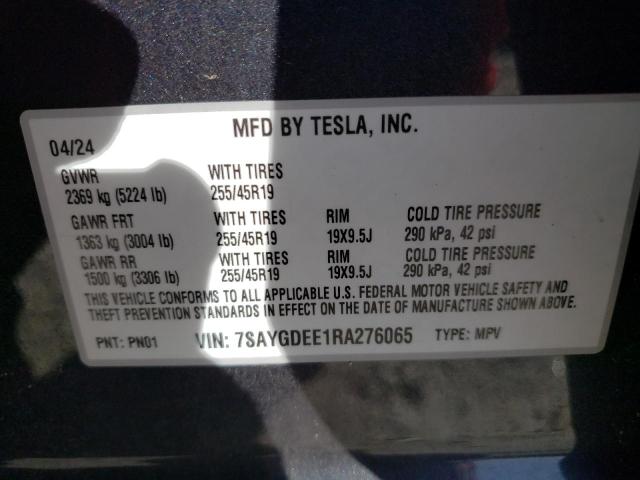 MFD BY TESLA, INC.
04/24
GVWR WITH TIRES
2369 kg (5224 lb) 255/45R19
GAWR FRT WITH TIRES RIM COLD TIRE PRESSURE
1363 kg (3004 lb) 255/45R19 19X9.5J 290 kPa, 42 psi
GAWR RR WITH TIRES RIM COLD TIRE PRESSURE
1500 kg (3306 lb) 255/45R19 19X9.5J 290 kPa, 42 psi
THIS VEHICLE CONFORMS TO ALL APPLICABLE U.S. FEDERAL MOTOR VEHICLE SAFETY AND
THEFT PREVENTION STANDARDS IN EFFECT ON THE DATE OF MANUFACTURE SHOWN ABOVE.
PNT: PN01 VIN: 7SAYGDEE1RA276065 TYPE: MPV